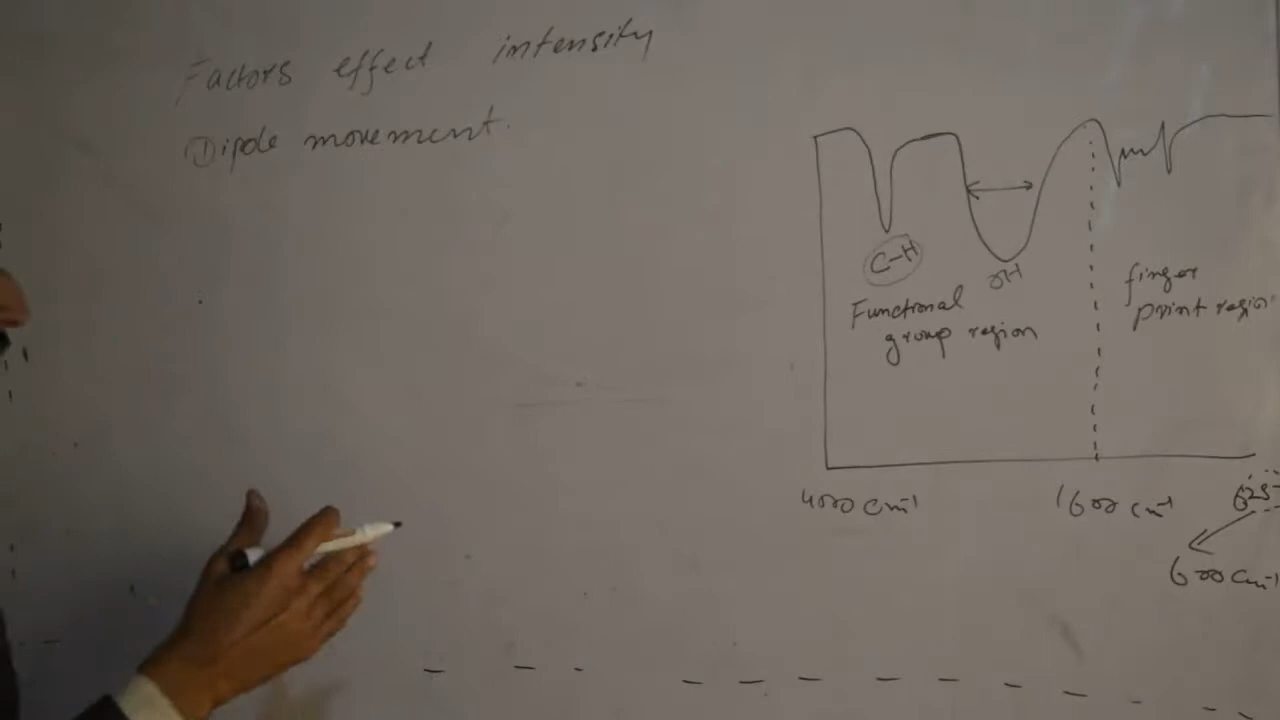 Factors effect intensity
Dipole movement.
C-H
OH
Functional
group region
finger
print region
4000 cm⁻¹
1600 cm⁻¹
625
600 cm⁻¹